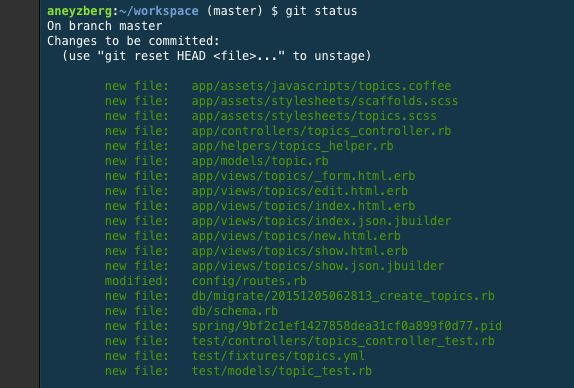 aneyzberg:~/workspace (master) $ git status
On branch master
Changes to be committed:
  (use "git reset HEAD <file>..." to unstage)

        new file:   app/assets/javascripts/topics.coffee
        new file:   app/assets/stylesheets/scaffolds.scss
        new file:   app/assets/stylesheets/topics.scss
        new file:   app/controllers/topics_controller.rb
        new file:   app/helpers/topics_helper.rb
        new file:   app/models/topic.rb
        new file:   app/views/topics/_form.html.erb
        new file:   app/views/topics/edit.html.erb
        new file:   app/views/topics/index.html.erb
        new file:   app/views/topics/index.json.jbuilder
        new file:   app/views/topics/new.html.erb
        new file:   app/views/topics/show.html.erb
        new file:   app/views/topics/show.json.jbuilder
        modified:   config/routes.rb
        new file:   db/migrate/20151205062813_create_topics.rb
        new file:   db/schema.rb
        new file:   spring/9bf2c1ef1427858dea31cf0a899f0d77.pid
        new file:   test/controllers/topics_controller_test.rb
        new file:   test/fixtures/topics.yml
        new file:   test/models/topic_test.rb